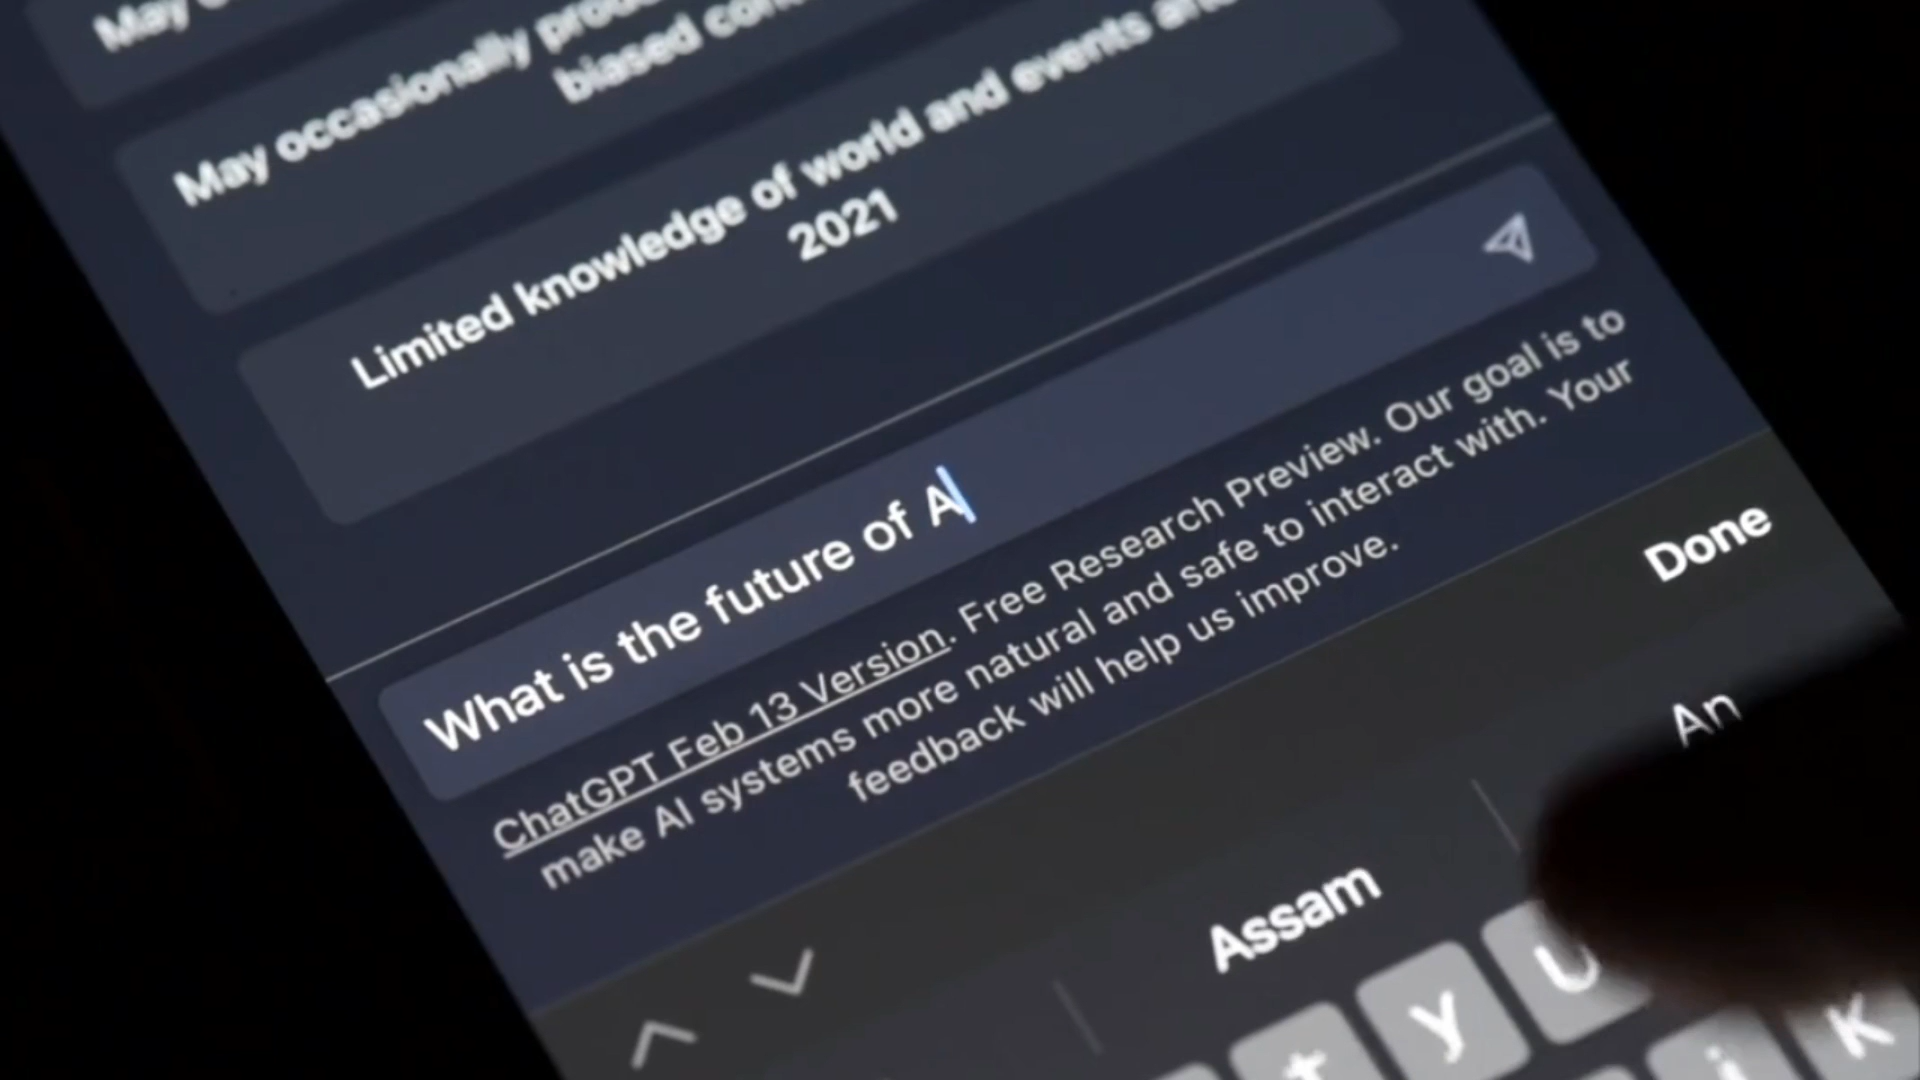 May
May occasionally
biased
Limited knowledge of world and events
2021
What is the future of A
ChatGPT Feb 13 Version. Free Research Preview. Our goal is to
make AI systems more natural and safe to interact with. Your
feedback will help us improve.
Done
An
Assam
t y u
i K